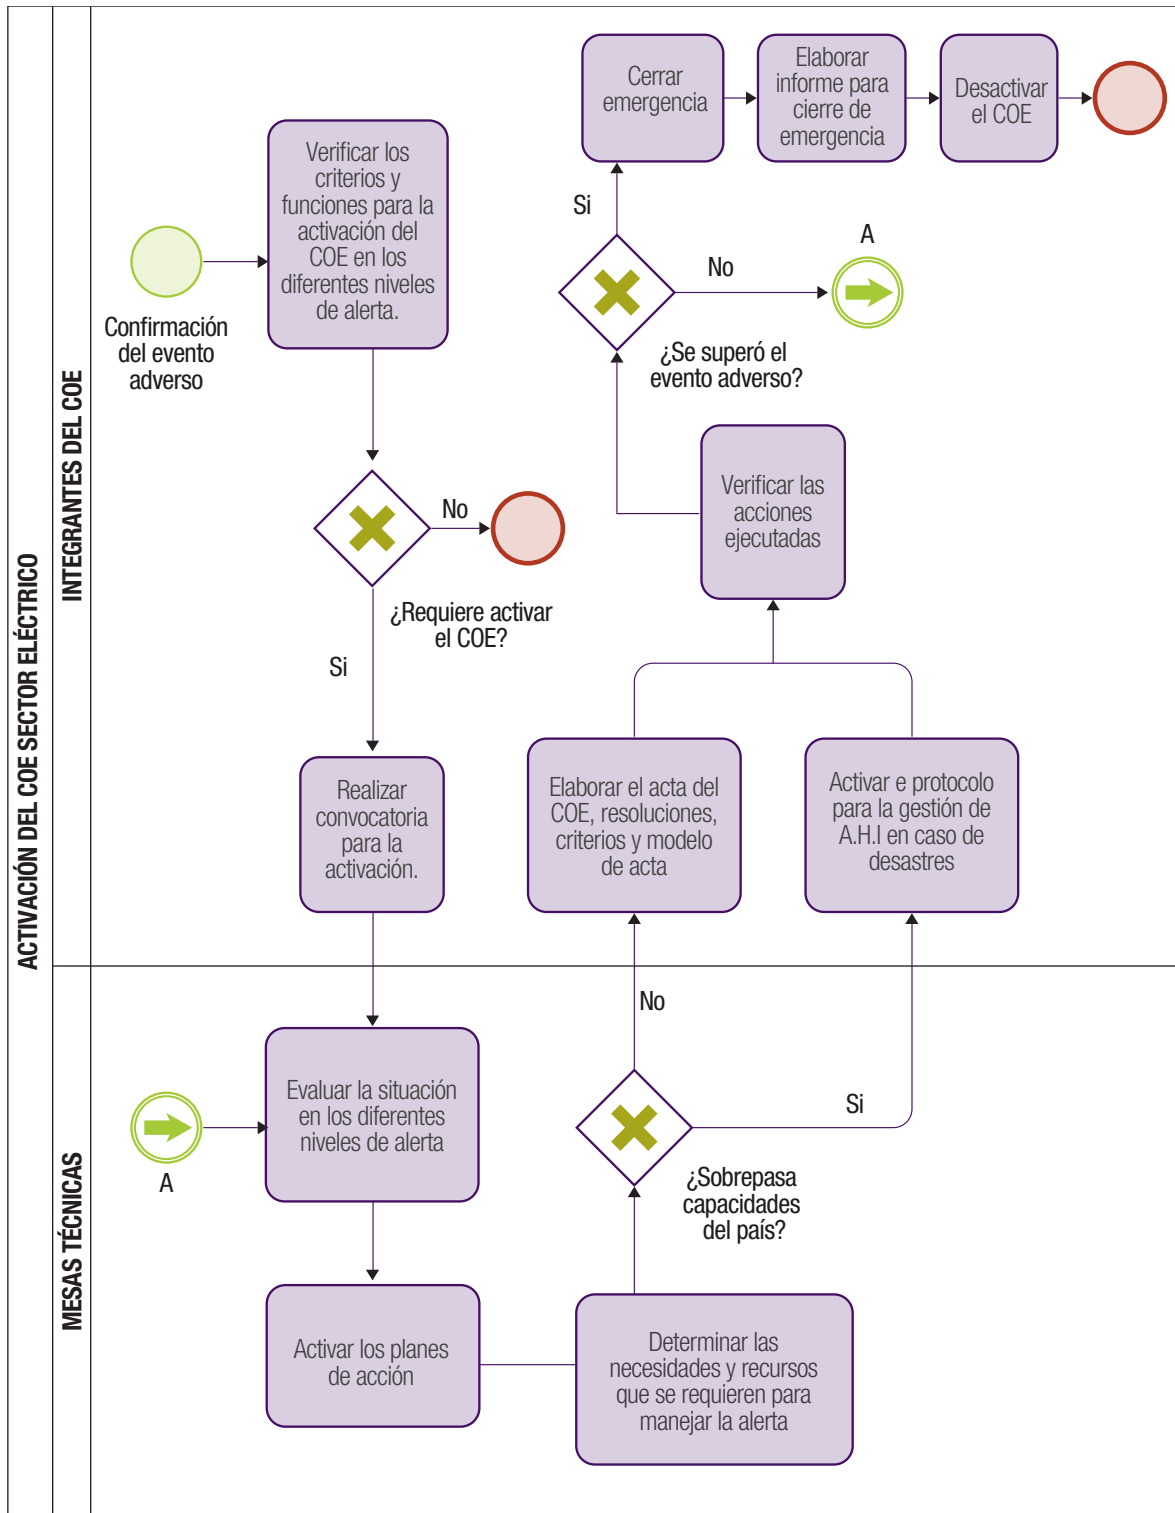 ACTIVACIÓN DEL COE SECTOR ELÉCTRICO
INTEGRANTES DEL COE
Confirmación
del evento
adverso
Verificar los
criterios y
funciones para la
activación del
COE en los
diferentes niveles
de alerta.
¿Requiere activar
el COE?
No
Si
Realizar
convocatoria
para la
activación.
Cerrar
emergencia
Elaborar
informe para
cierre de
emergencia
Desactivar
el COE
Si
No
A
¿Se superó el
evento adverso?
Verificar las
acciones
ejecutadas
Elaborar el acta del
COE, resoluciones,
criterios y modelo
de acta
Activar e protocolo
para la gestión de
A.H.I en caso de
desastres
MESAS TÉCNICAS
A
Evaluar la situación
en los diferentes
niveles de alerta
Activar los planes
de acción
Determinar las
necesidades y recursos
que se requieren para
manejar la alerta
¿Sobrepasa
capacidades
del país?
No
Si